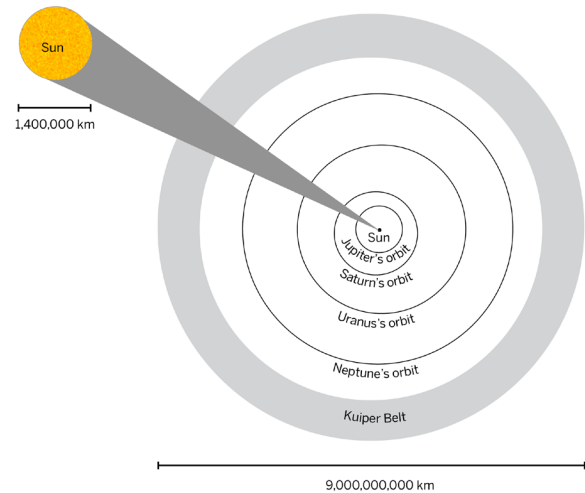 Sun
1,400,000 km
Sun
Jupiter's orbit
Saturn's orbit
Uranus's orbit
Neptune's orbit
Kuiper Belt
9,000,000,000 km